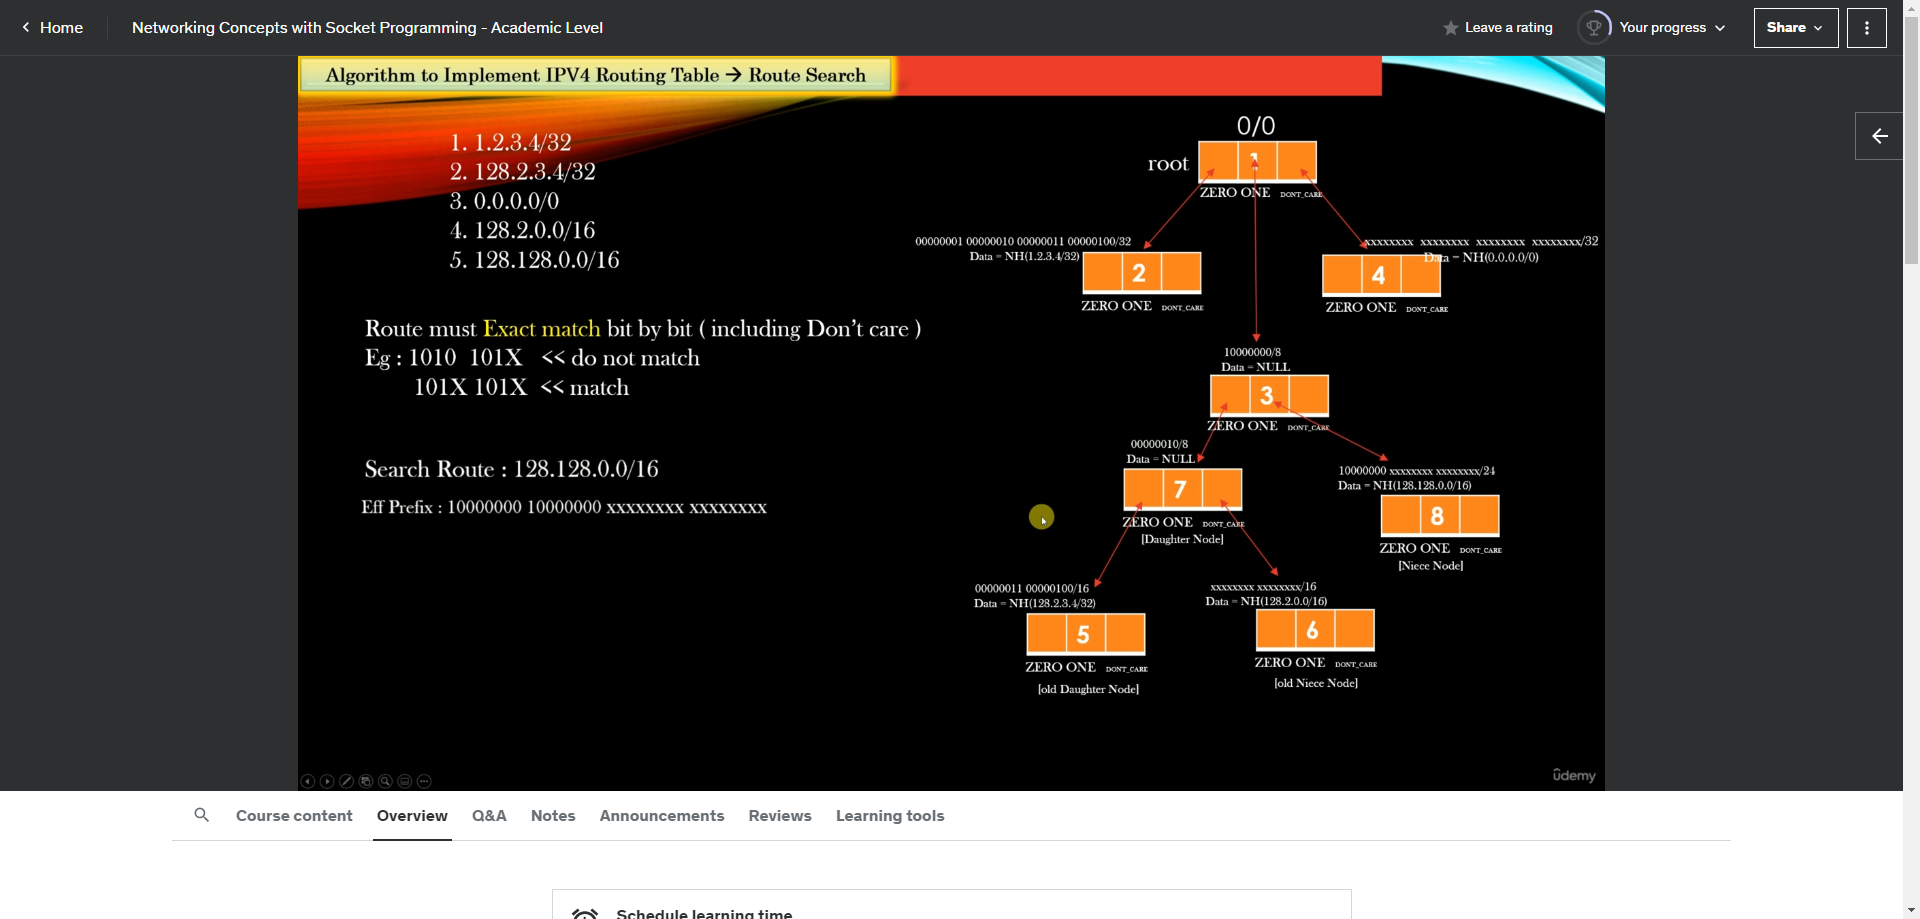 Home
Networking Concepts with Socket Programming - Academic Level
Leave a rating
Your progress
Share
Algorithm to Implement IPV4 Routing Table → Route Search
1. 1.2.3.4/32
2. 128.2.3.4/32
3. 0.0.0.0/0
4. 128.2.0.0/16
5. 128.128.0.0/16
Route must Exact match bit by bit ( including Don't care )
Eg : 1010 101X << do not match
101X 101X << match
Search Route : 128.128.0.0/16
Eff Prefix : 10000000 10000000 xxxxxxxx xxxxxxxx
0/0
root
1
ZERO ONE DONT_CARE
00000001 00000010 00000011 00000100/32
Data = NH(1.2.3.4/32)
2
ZERO ONE DONT_CARE
xxxxxxxx xxxxxxxx xxxxxxxx xxxxxxxx/32
Data = NH(0.0.0.0/0)
4
ZERO ONE DONT_CARE
10000000/8
Data = NULL
3
ZERO ONE DONT_CARE
00000010/8
Data = NULL
7
ZERO ONE DONT_CARE
[Daughter Node]
10000000 xxxxxxxx xxxxxxxx/24
Data = NH(128.128.0.0/16)
8
ZERO ONE DONT_CARE
[Niece Node]
00000011 00000100/16
Data = NH(128.2.3.4/32)
5
ZERO ONE DONT_CARE
[old Daughter Node]
xxxxxxxx xxxxxxxx/16
Data = NH(128.2.0.0/16)
6
ZERO ONE DONT_CARE
[old Niece Node]
ûdemy
Course content
Overview
Q&A
Notes
Announcements
Reviews
Learning tools
Schedule learning time